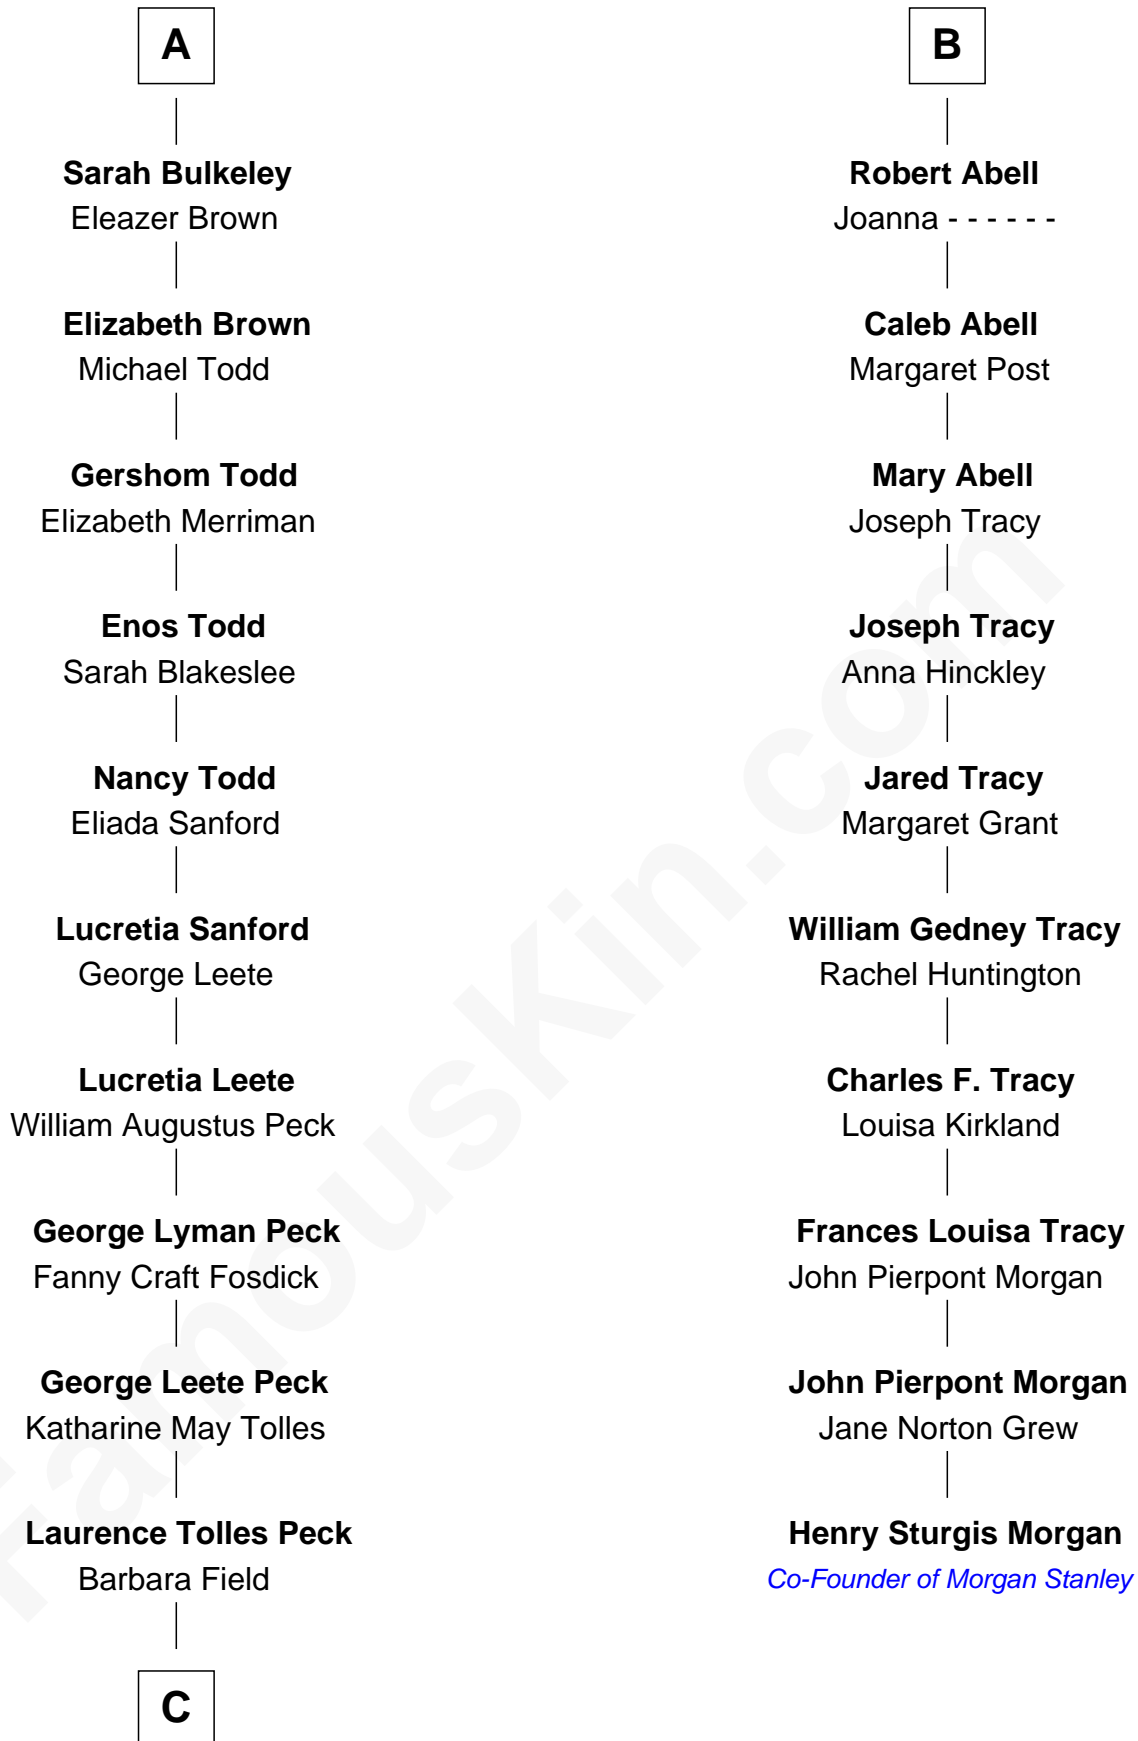 A
Sarah Bulkeley
Eleazer Brown
Elizabeth Brown
Michael Todd
Gershom Todd
Elizabeth Merriman
Enos Todd
Sarah Blakeslee
Nancy Todd
Eliada Sanford
Lucretia Sanford
George Leete
Lucretia Leete
William Augustus Peck
George Lyman Peck
Fanny Craft Fosdick
George Leete Peck
Katharine May Tolles
Laurence Tolles Peck
Barbara Field
C
B
Robert Abell
Joanna - - - - - -
Caleb Abell
Margaret Post
Mary Abell
Joseph Tracy
Joseph Tracy
Anna Hinckley
Jared Tracy
Margaret Grant
William Gedney Tracy
Rachel Huntington
Charles F. Tracy
Louisa Kirkland
Frances Louisa Tracy
John Pierpont Morgan
John Pierpont Morgan
Jane Norton Grew
Henry Sturgis Morgan
Co-Founder of Morgan Stanley
FamousKin.com